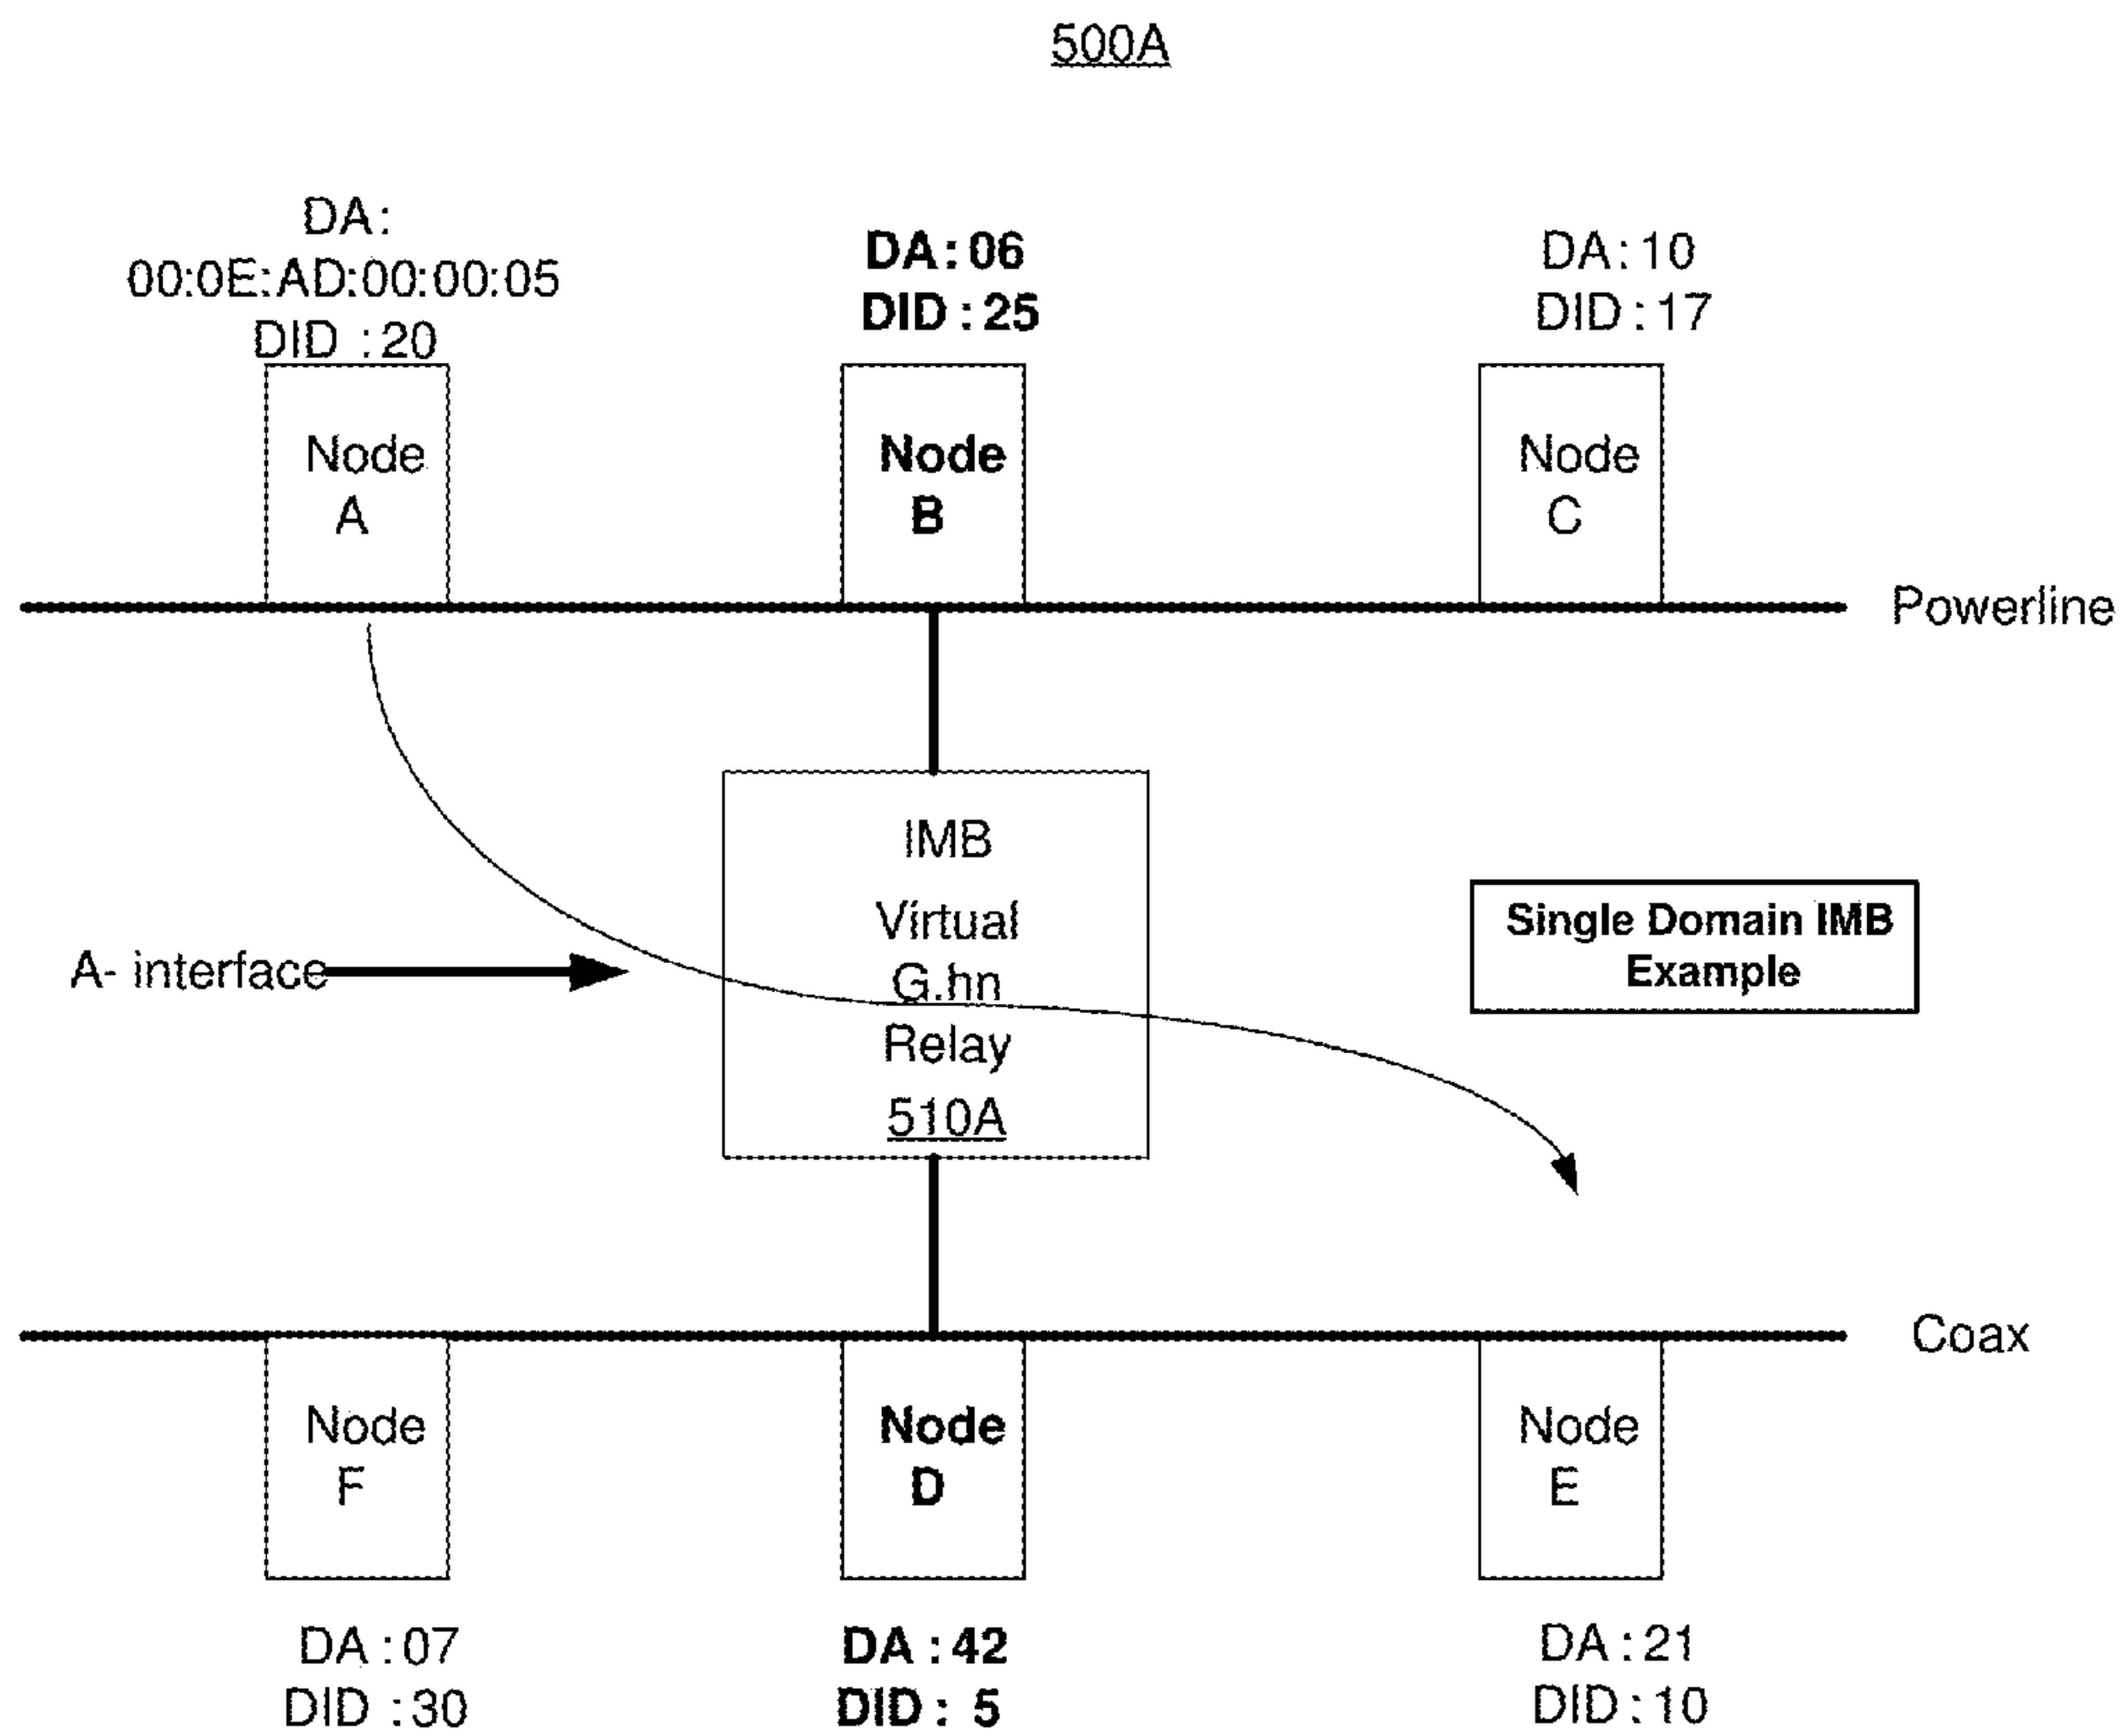 500A
DA:
00:0E:AD:00:00:05
DID :20
DA:06
DID:25
DA:10
DID:17
Node
A
Node
B
Node
C
Powerline
IMB
Virtual
G.hn
Relay
510A
A- interface
Single Domain IMB
Example
Coax
Node
F
Node
D
Node
E
DA:07
DID:30
DA:42
DID: 5
DA:21
DID:10